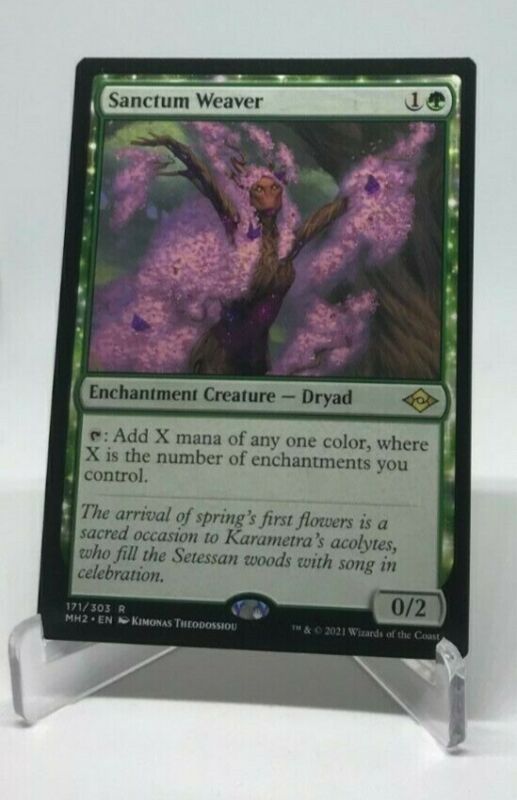 Sanctum Weaver 1
Enchantment Creature — Dryad
: Add X mana of any one color, where
X is the number of enchantments you
control.
The arrival of spring's first flowers is a
sacred occasion to Karametra's acolytes,
who fill the Setessan woods with song in
celebration.
0/2
171/303 R
MH2 • EN Kimonas Theodossiou
™ & © 2021 Wizards of the Coast